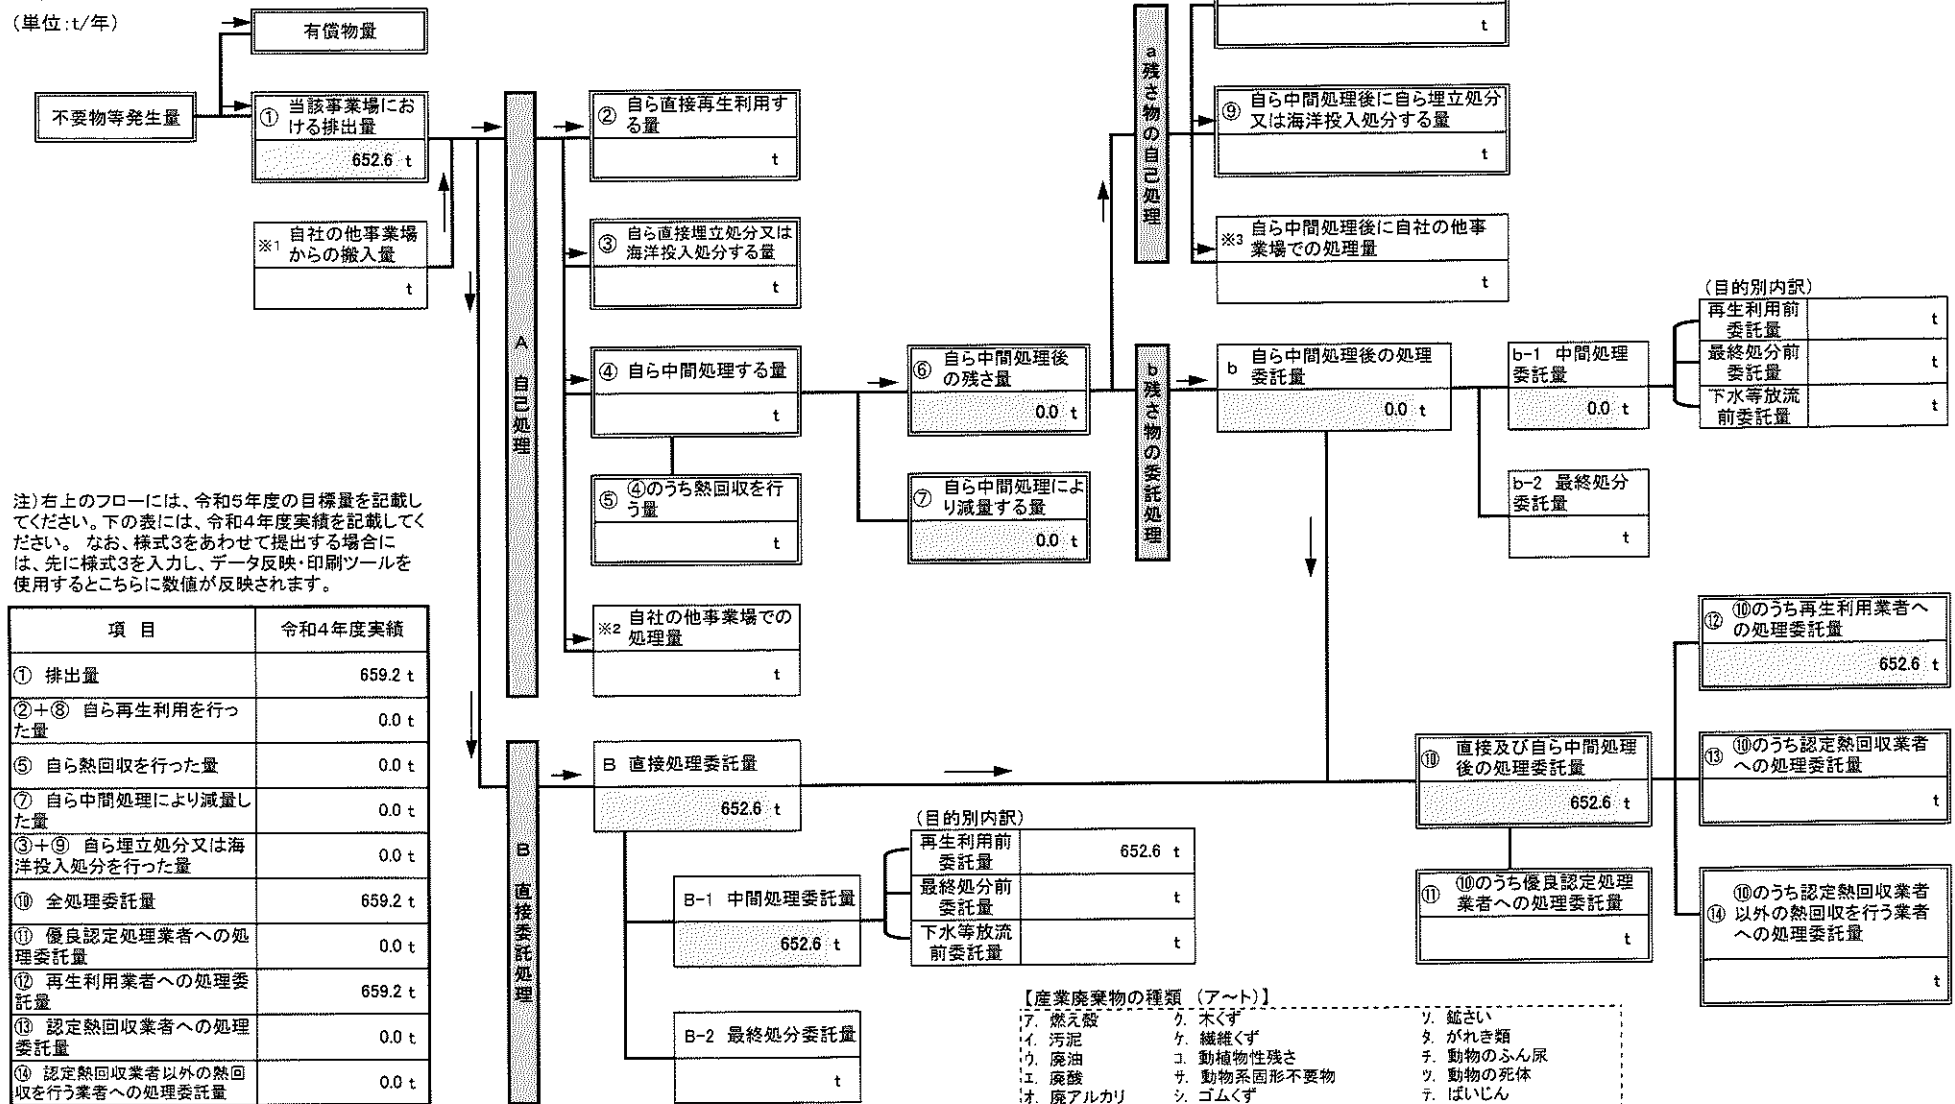 (単位:t/年)
有償物量
不要物等発生量
① 当該事業場にお
ける排出量
652.6 t
※1 自社の他事業場
からの搬入量
t
A 自己処理
② 自ら直接再生利用す
る量
t
③ 自ら直接埋立処分又は
海洋投入処分する量
t
④ 自ら中間処理する量
t
⑤ ④のうち熱回収を行
う量
t
※2 自社の他事業場での
処理量
t
⑥ 自ら中間処理後
の残さ量
0.0 t
⑦ 自ら中間処理によ
り減量する量
0.0 t
a 残さ物の自己処理
t
⑨ 自ら中間処理後に自ら埋立処分
又は海洋投入処分する量
t
※3 自ら中間処理後に自社の他事
業場での処理量
t
b 残さ物の委託処理
b 自ら中間処理後の処理
委託量
0.0 t
b-1 中間処理
委託量
0.0 t
(目的別内訳)
再生利用前
委託量 t
最終処分前
委託量 t
下水等放流
前委託量 t
b-2 最終処分
委託量
t
注)右上のフローには、令和5年度の目標量を記載し
てください。下の表には、令和4年度実績を記載してく
ださい。 なお、様式3をあわせて提出する場合に
は、先に様式3を入力し、データ反映・印刷ツールを
使用するとこちらに数値が反映されます。
項 目 令和4年度実績
① 排出量 659.2 t
②+⑧ 自ら再生利用を行っ
た量 0.0 t
⑤ 自ら熱回収を行った量 0.0 t
⑦ 自ら中間処理により減量し
た量 0.0 t
③+⑨ 自ら埋立処分又は海
洋投入処分を行った量 0.0 t
⑩ 全処理委託量 659.2 t
⑪ 優良認定処理業者への処
理委託量 0.0 t
⑫ 再生利用業者への処理委
託量 659.2 t
⑬ 認定熱回収業者への処理
委託量 0.0 t
⑭ 認定熱回収業者以外の熱回
収を行う業者への処理委託量 0.0 t
B 直接委託処理
B 直接処理委託量
652.6 t
B-1 中間処理委託量
652.6 t
(目的別内訳)
再生利用前
委託量 652.6 t
最終処分前
委託量 t
下水等放流
前委託量 t
B-2 最終処分委託量
t
⑩ 直接及び自ら中間処理
後の処理委託量
652.6 t
⑪ ⑩のうち優良認定処理
業者への処理委託量
t
⑫ ⑩のうち再生利用業者へ
の処理委託量
652.6 t
⑬ ⑩のうち認定熱回収業者
への処理委託量
t
⑭ ⑩のうち認定熱回収業者
以外の熱回収を行う業者
への処理委託量
t
【産業廃棄物の種類 (ア~ト)】
ア. 燃え殻 ク. 木くず ソ. 鉱さい
イ. 汚泥 ケ. 繊維くず タ. がれき類
ウ. 廃油 コ. 動植物性残さ チ. 動物のふん尿
エ. 廃酸 サ. 動物系固形不要物 ツ. 動物の死体
オ. 廃アルカリ シ. ゴムくず テ. ばいじん